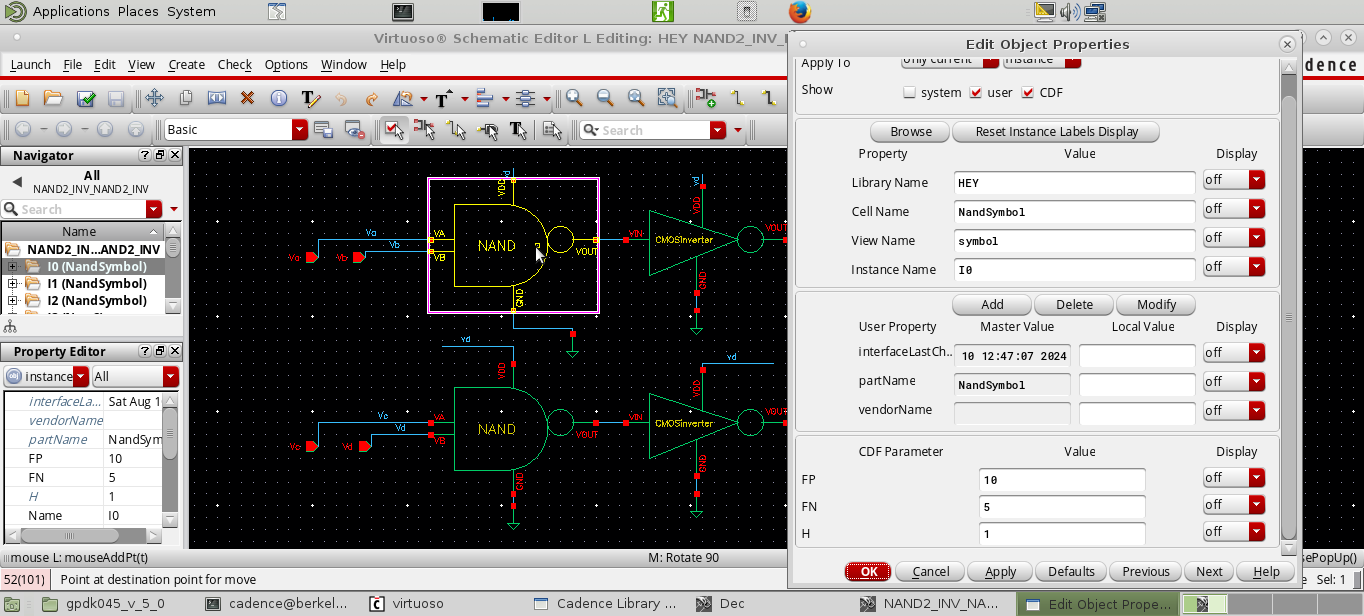 Applications Places System
Virtuoso® Schematic Editor L Editing: HEY NAND2_INV_
Edit Object Properties
Launch File Edit View Create Check Options Window Help
cadence
Basic
Search
Navigator
All
NAND2_INV_NAND2_INV
Search
Name
NAND2_IN...AND2_INV
I0 (NandSymbol)
I1 (NandSymbol)
I2 (NandSymbol)
Property Editor
instance All
interfaceLa... Sat Aug 1
vendorName
partName NandSym
FP 10
FN 5
H 1
Name I0
Vd
VDD
Va
Vb
Va
Vb
VA
VB
NAND
VOUT
GND
Vd
VDD
VIN
CMOSinverter
VOUT
GND
Vd
VDD
Vc
Vd
Vc
Vd
VA
VB
NAND
VOUT
GND
Vd
VDD
VIN
CMOSinverter
VOUT
GND
Apply To only current instance
Show system user CDF
Browse Reset Instance Labels Display
Property Value Display
Library Name HEY off
Cell Name NandSymbol off
View Name symbol off
Instance Name I0 off
Add Delete Modify
User Property Master Value Local Value Display
interfaceLastCh.. 10 12:47:07 2024 off
partName NandSymbol off
vendorName off
CDF Parameter Value Display
FP 10 off
FN 5 off
H 1 off
OK Cancel Apply Defaults Previous Next Help
mouse L: mouseAddPt(t) M: Rotate 90 sePopUp()
52(101) Point at destination point for move e Sel: 1
gpdk045_v_5_0 cadence@berkel... virtuoso Cadence Library ... Dec NAND2_INV_NA... Edit Object Prope...